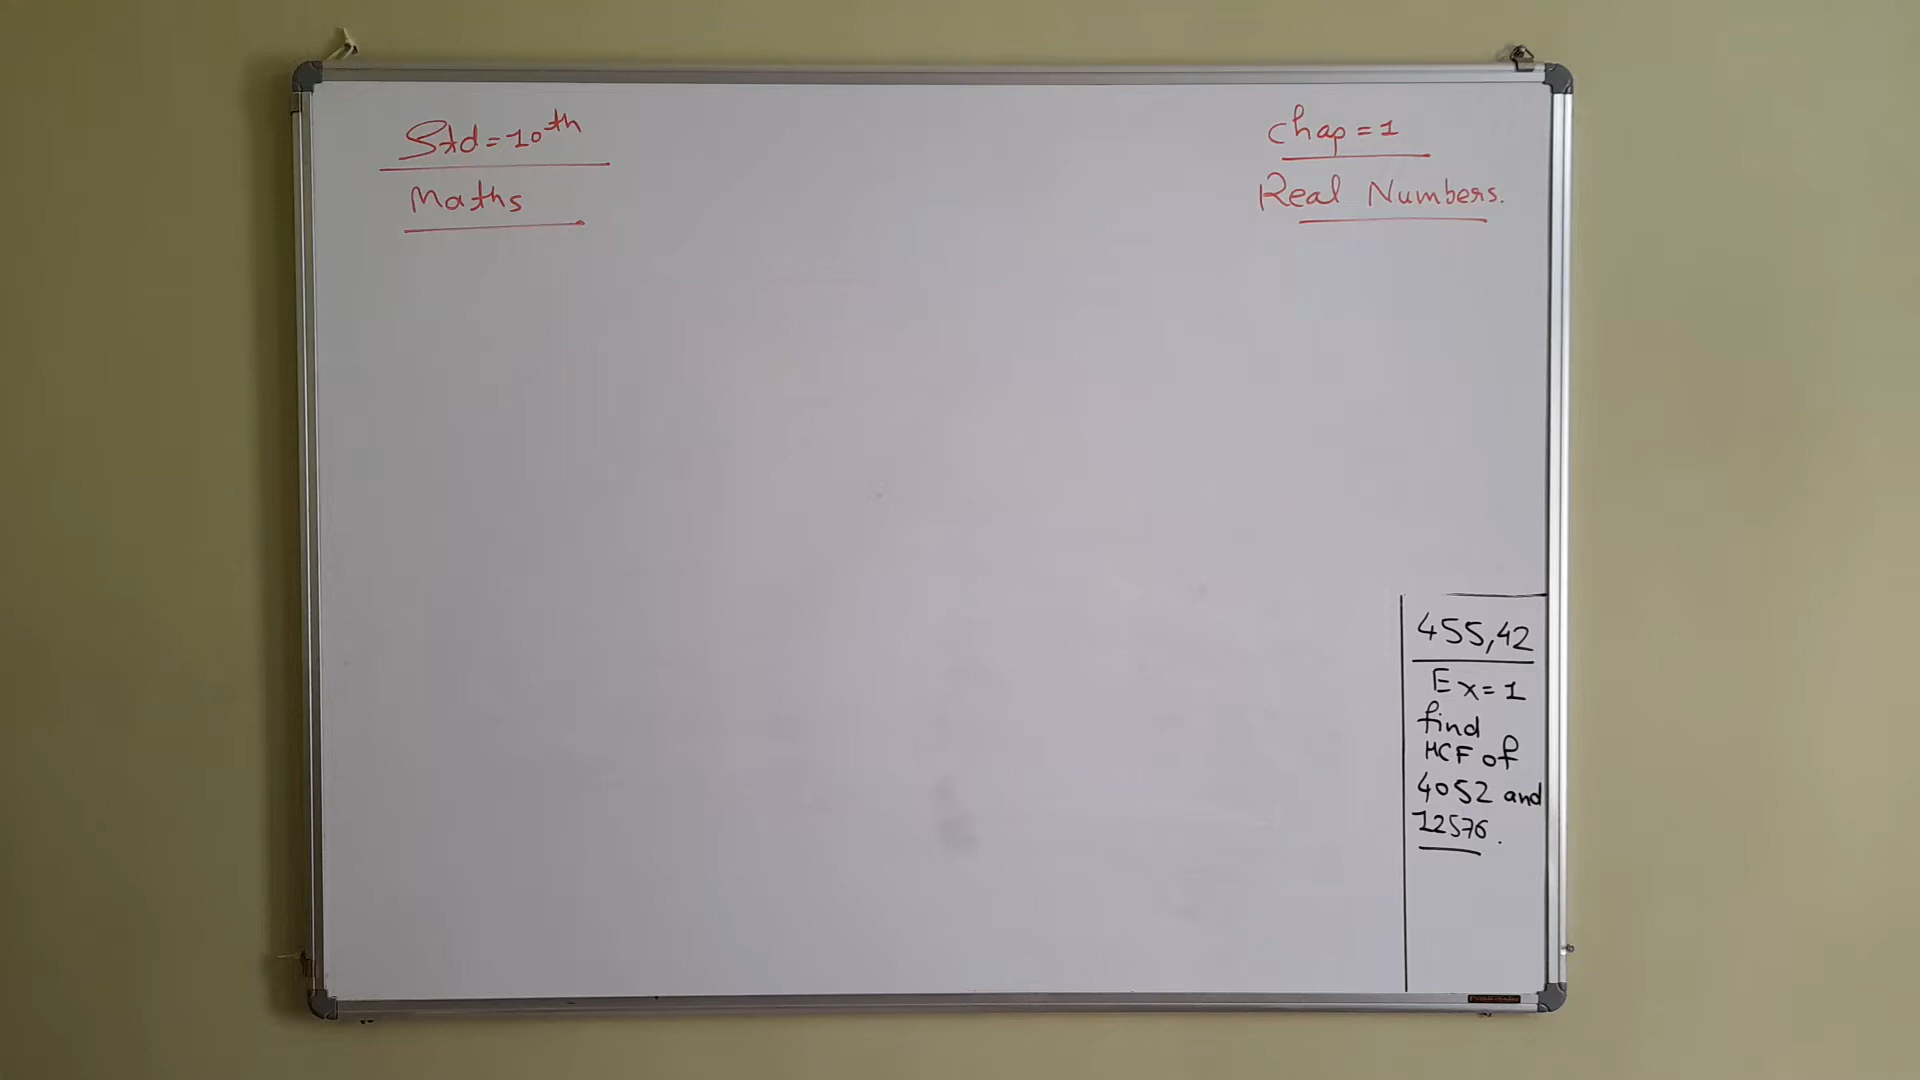 Std = 10th
Maths
Chap = 1
Real Numbers.
455,42
Ex = 1
find
HCF of
4052 and
12576.